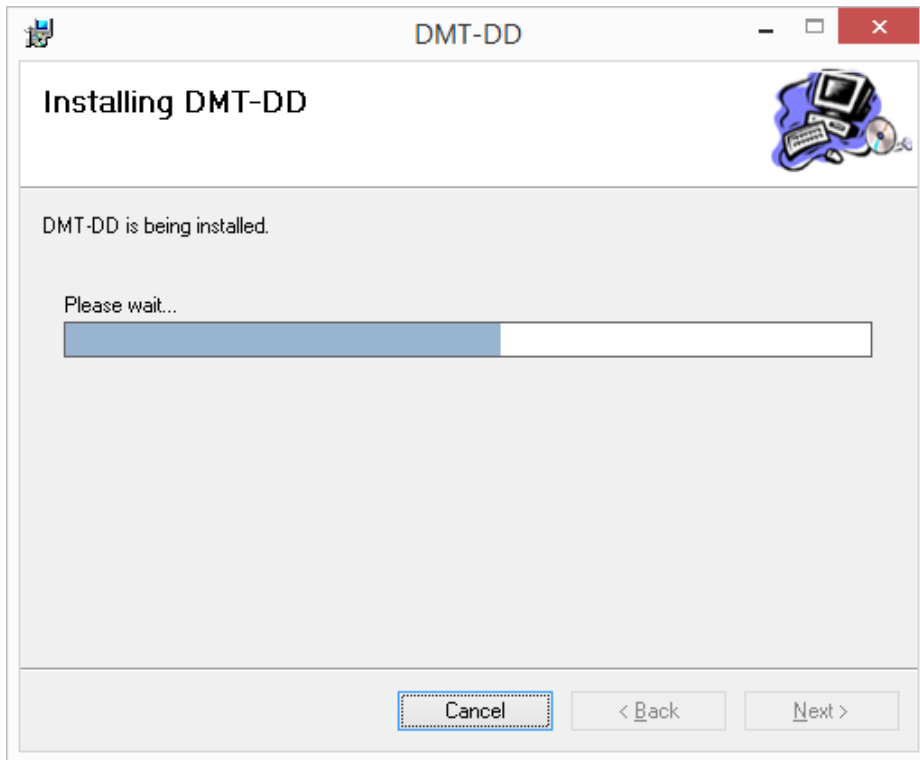 DMT-DD
Installing DMT-DD
DMT-DD is being installed.
Please wait...
Cancel
< Back
Next >